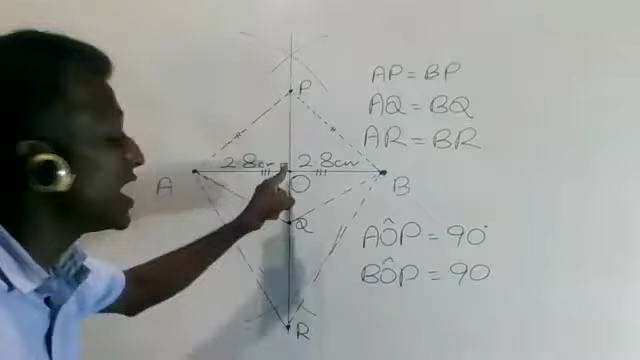 P
AP = BP
AQ = BQ
AR = BR
2.8cm 2.8cm
A
O
B
Q
AÔP = 90°
BÔP = 90
R